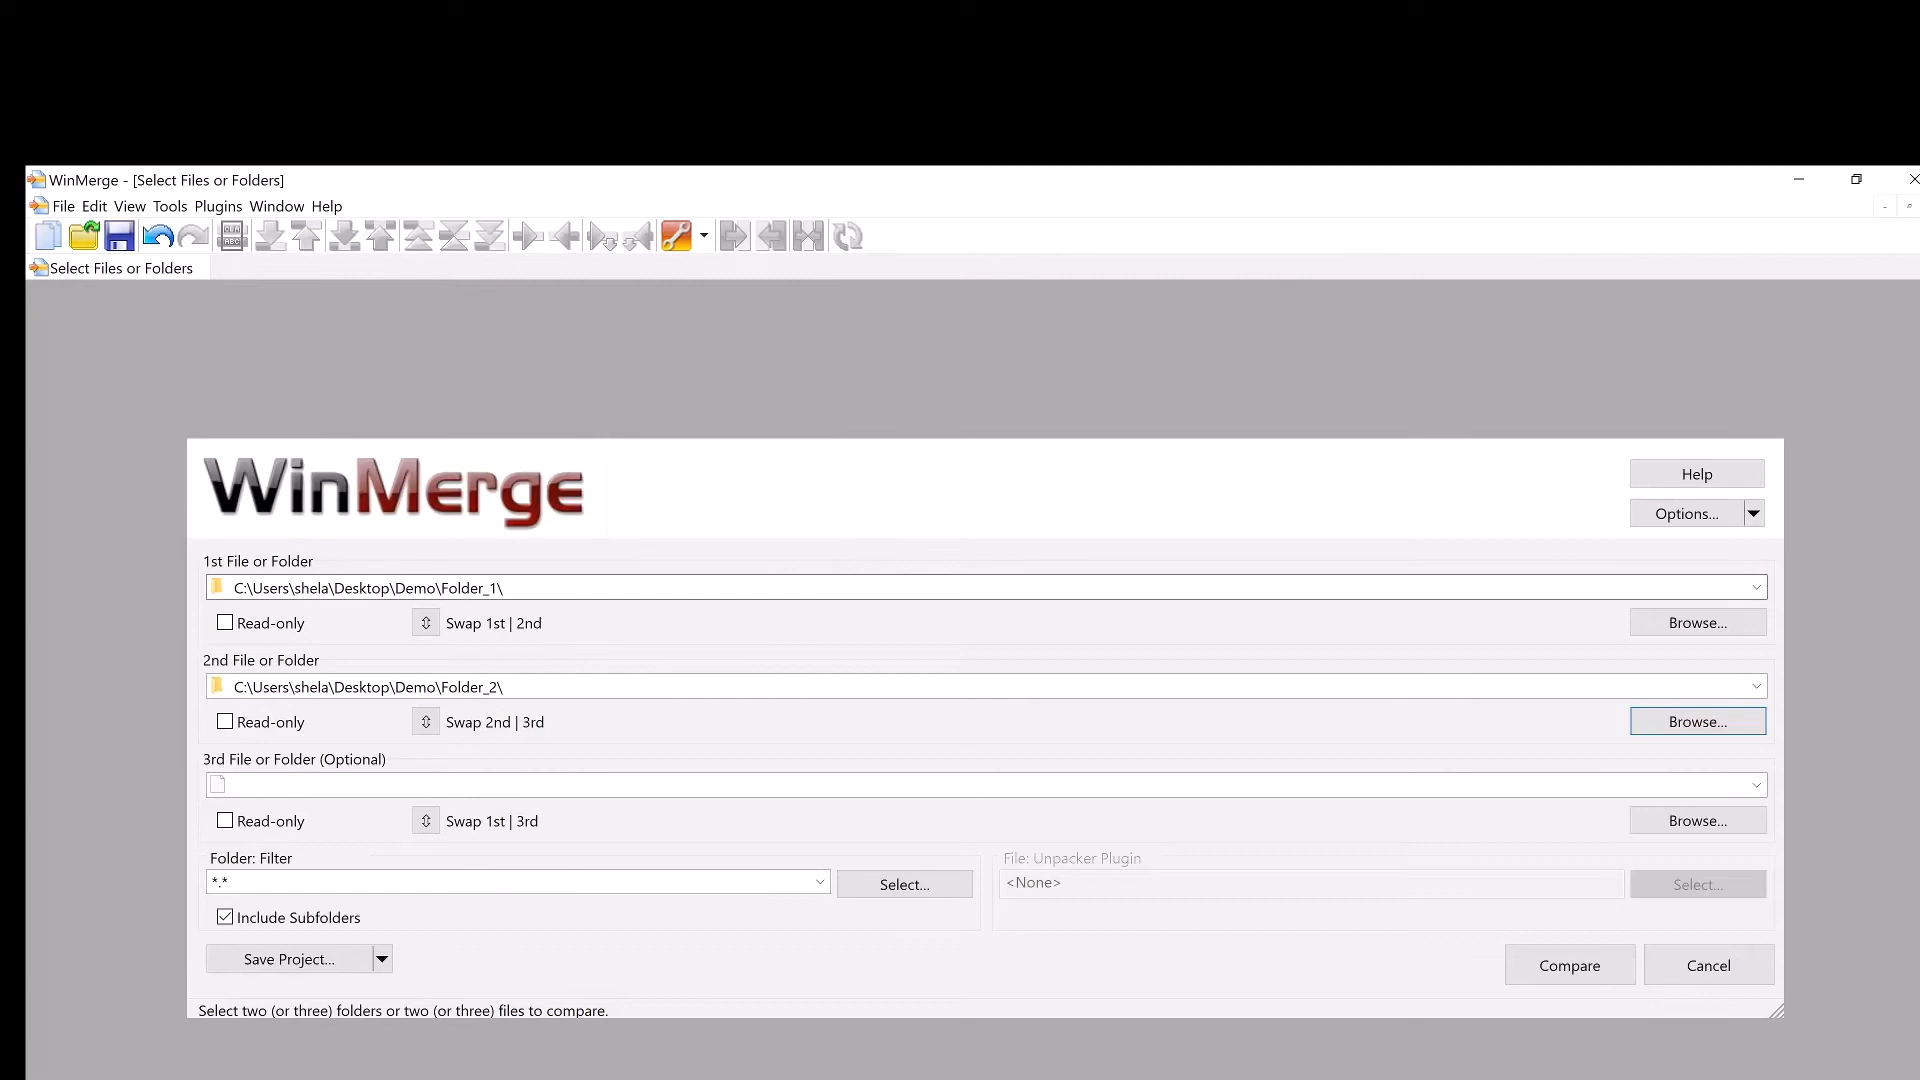 WinMerge - [Select Files or Folders]
File Edit View Tools Plugins Window Help
Select Files or Folders
WinMerge
Help
Options...
1st File or Folder
C:\Users\shela\Desktop\Demo\Folder_1\
Read-only
Swap 1st | 2nd
Browse...
2nd File or Folder
C:\Users\shela\Desktop\Demo\Folder_2\
Read-only
Swap 2nd | 3rd
Browse...
3rd File or Folder (Optional)
Read-only
Swap 1st | 3rd
Browse...
Folder: Filter
*.*
Select...
Include Subfolders
File: Unpacker Plugin
<None>
Select...
Save Project...
Compare
Cancel
Select two (or three) folders or two (or three) files to compare.